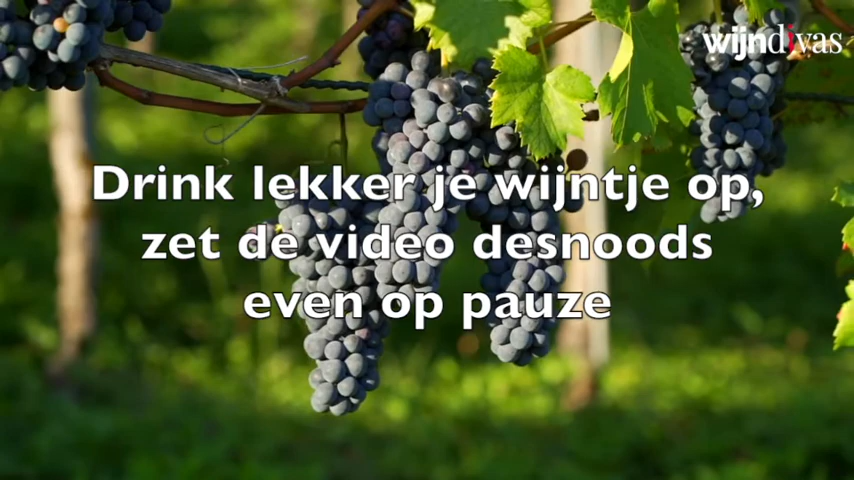 wijndivas
Drink lekker je wijntje op,
zet de video desnoods
even op pauze